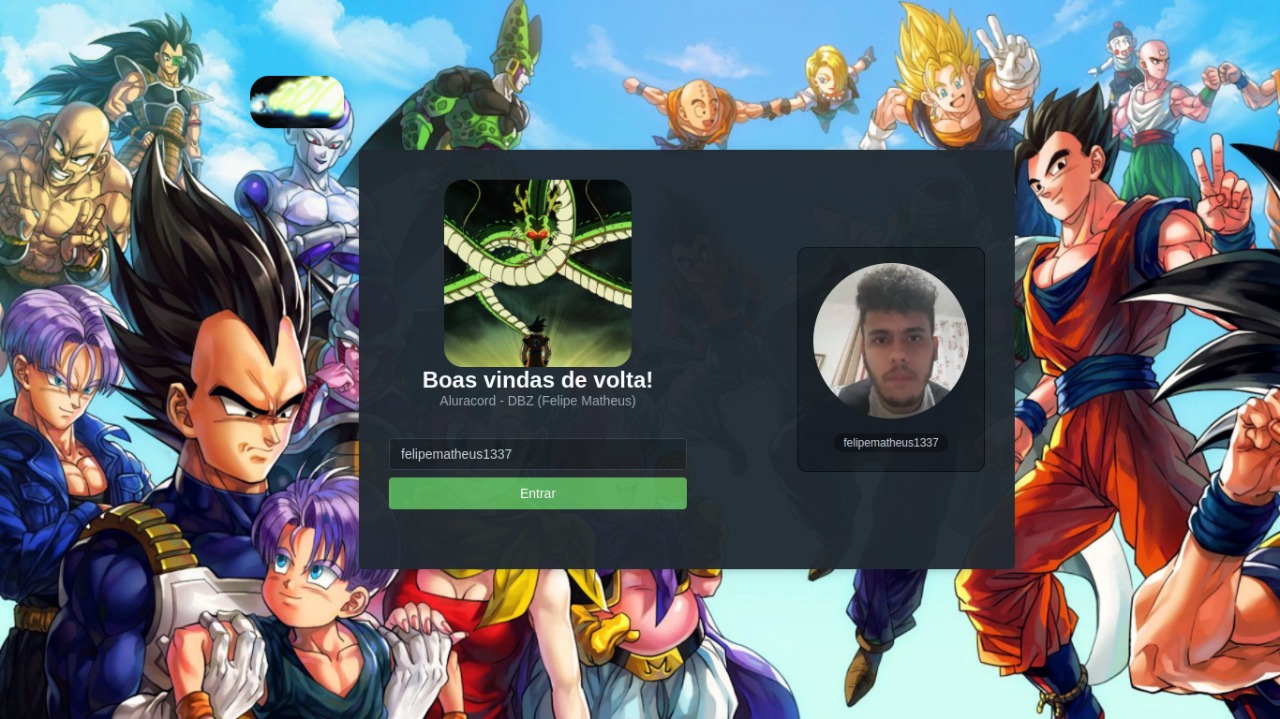 Boas vindas de volta!
Aluracord - DBZ (Felipe Matheus)
felipematheus1337
Entrar
felipematheus1337